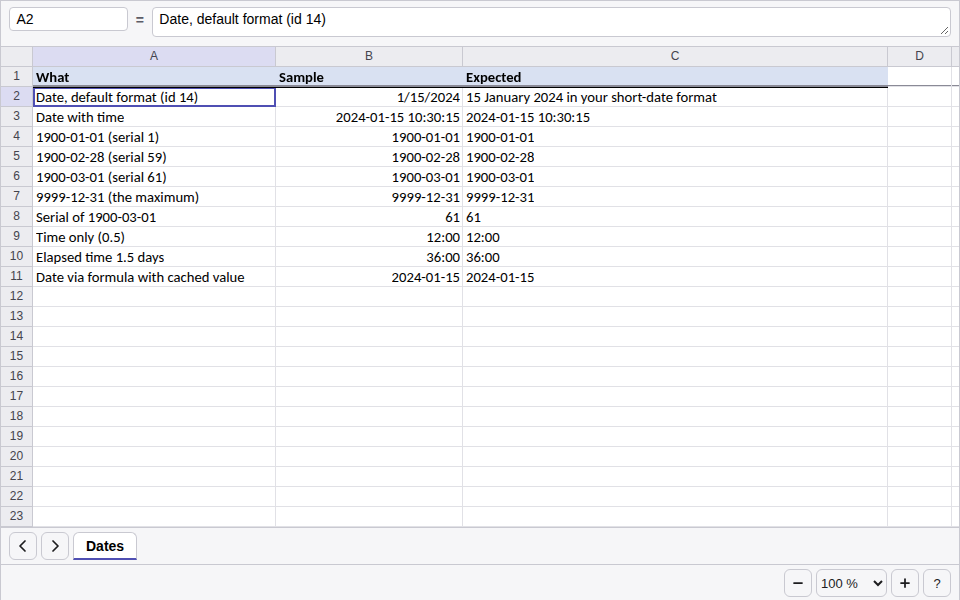 A2 = Date, default format (id 14)
A B C D
1 What Sample Expected
2 Date, default format (id 14) 1/15/2024 15 January 2024 in your short-date format
3 Date with time 2024-01-15 10:30:15 2024-01-15 10:30:15
4 1900-01-01 (serial 1) 1900-01-01 1900-01-01
5 1900-02-28 (serial 59) 1900-02-28 1900-02-28
6 1900-03-01 (serial 61) 1900-03-01 1900-03-01
7 9999-12-31 (the maximum) 9999-12-31 9999-12-31
8 Serial of 1900-03-01 61 61
9 Time only (0.5) 12:00 12:00
10 Elapsed time 1.5 days 36:00 36:00
11 Date via formula with cached value 2024-01-15 2024-01-15
12
13
14
15
16
17
18
19
20
21
22
23
Dates
− 100 % + ?